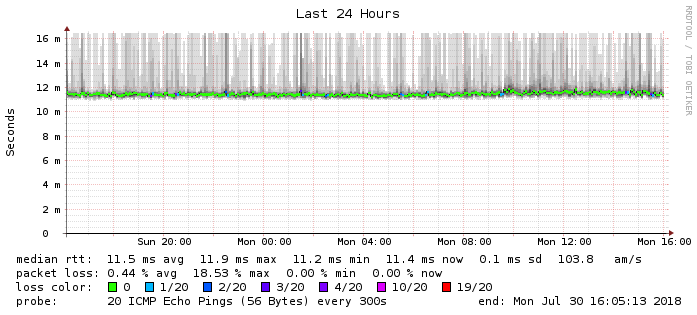 Last 24 Hours
RRDTOOL / TOBI OETIKER
Seconds
16 m
14 m
12 m
10 m
8 m
6 m
4 m
2 m
0
Sun 20:00 Mon 00:00 Mon 04:00 Mon 08:00 Mon 12:00 Mon 16:00
median rtt: 11.5 ms avg 11.9 ms max 11.2 ms min 11.4 ms now 0.1 ms sd 103.8 am/s
packet loss: 0.44 % avg 18.53 % max 0.00 % min 0.00 % now
loss color: 0 1/20 2/20 3/20 4/20 10/20 19/20
probe: 20 ICMP Echo Pings (56 Bytes) every 300s end: Mon Jul 30 16:05:13 2018